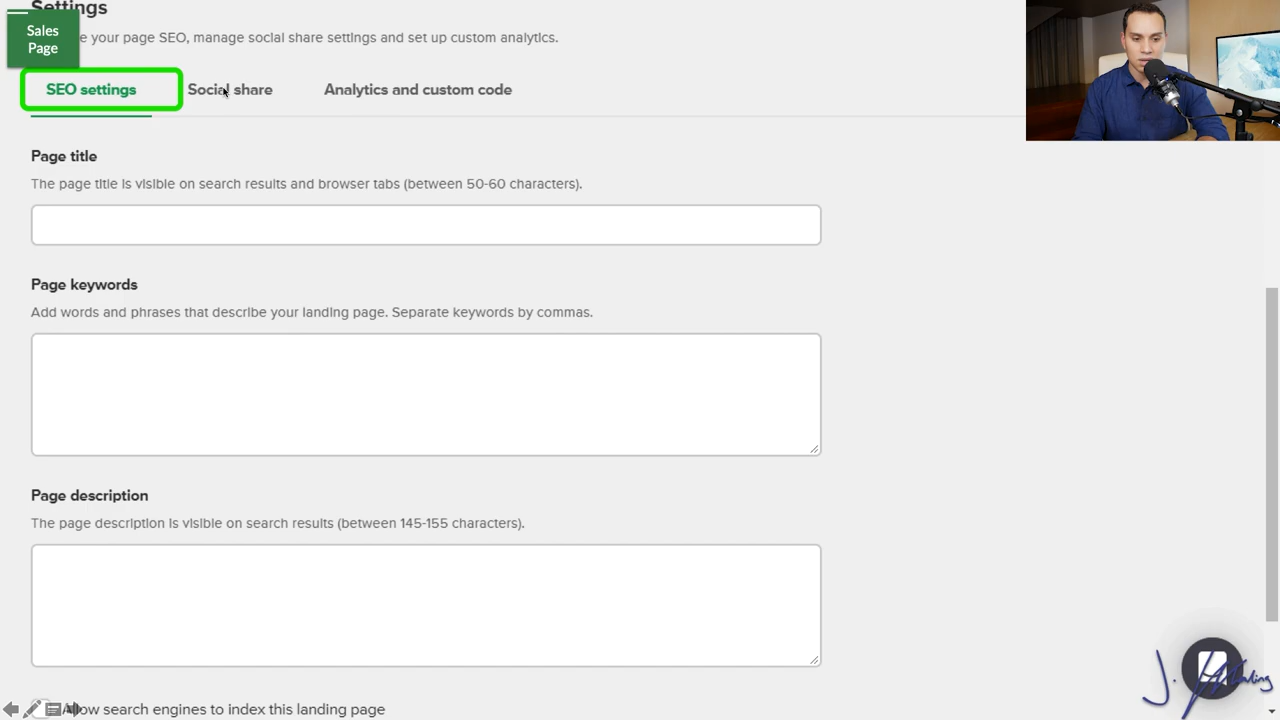 Settings
Sales
Page
e your page SEO, manage social share settings and set up custom analytics.
SEO settings
Social share
Analytics and custom code
Page title
The page title is visible on search results and browser tabs (between 50-60 characters).
Page keywords
Add words and phrases that describe your landing page. Separate keywords by commas.
Page description
The page description is visible on search results (between 145-155 characters).
Allow search engines to index this landing page